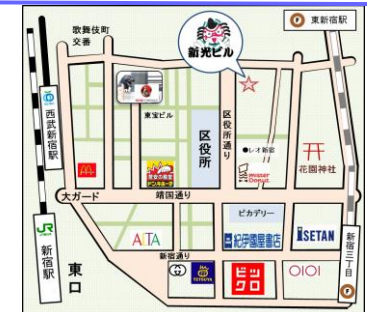 歌舞伎町
交番
新光ビル
F 東新宿駅
西武新宿駅
東宝ビル
区役所
区役所通り
●レオ新宿
mister Donut
花園神社
大ガード
靖国通り
ピカデリー
ALTA
紀伊國屋書店
ISETAN
新宿通り
JR
新宿駅
東口
ビックロ
OIOI
新宿三丁目
F